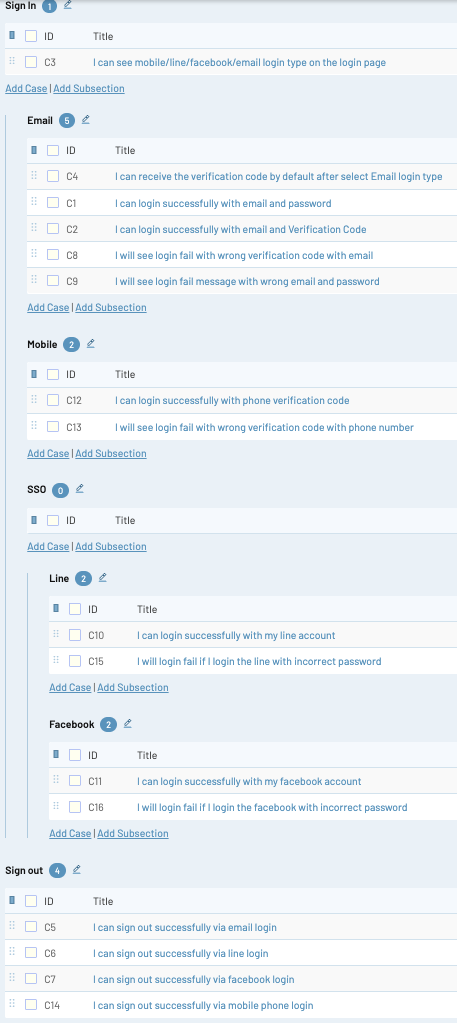 Sign In 1
ID Title
C3 I can see mobile/line/facebook/email login type on the login page
Add Case | Add Subsection
Email 5
ID Title
C4 I can receive the verification code by default after select Email login type
C1 I can login successfully with email and password
C2 I can login successfully with email and Verification Code
C8 I will see login fail with wrong verification code with email
C9 I will see login fail message with wrong email and password
Add Case | Add Subsection
Mobile 2
ID Title
C12 I can login successfully with phone verification code
C13 I will see login fail with wrong verification code with phone number
Add Case | Add Subsection
SSO 0
ID Title
Add Case | Add Subsection
Line 2
ID Title
C10 I can login successfully with my line account
C15 I will login fail if I login the line with incorrect password
Add Case | Add Subsection
Facebook 2
ID Title
C11 I can login successfully with my facebook account
C16 I will login fail if I login the facebook with incorrect password
Add Case | Add Subsection
Sign out 4
ID Title
C5 I can sign out successfully via email login
C6 I can sign out successfully via line login
C7 I can sign out successfully via facebook login
C14 I can sign out successfully via mobile phone login